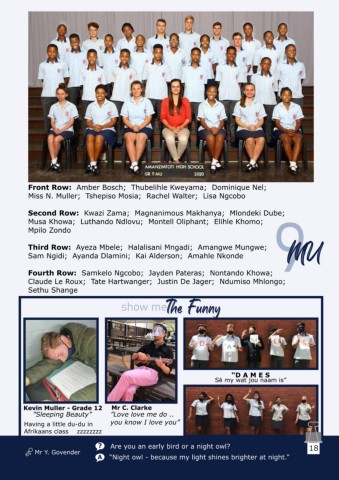 AMANZIMTOTI HIGH SCHOOL
GR 9 MU 2020
Front Row: Amber Bosch; Thubelihle Kweyama; Dominique Nel;
Miss N. Muller; Tshepiso Mosia; Rachel Walter; Lisa Ngcobo
Second Row: Kwazi Zama; Magnanimous Makhanya; Mlondeki Dube;
Musa Khowa; Luthando Ndlovu; Montell Oliphant; Elihle Khomo;
Mpilo Zondo
Third Row: Ayeza Mbele; Halalisani Mngadi; Amangwe Mungwe;
Sam Ngidi; Ayanda Dlamini; Kai Alderson; Amahle Nkonde
Fourth Row: Samkelo Ngcobo; Jayden Pateras; Nontando Khowa;
Claude Le Roux; Tate Hartwanger; Justin De Jager; Ndumiso Mhlongo;
Sethu Shange
9 MU
show me The Funny
D A M E S
"D A M E S
Sê my wat jou naam is"
Kevin Muller - Grade 12
"Sleeping Beauty"
Having a little du-du in
Afrikaans class zzzzzzzz
Mr C. Clarke
"Love love me do ..
you know I love you"
Mr Y. Govender
? Are you an early bird or a night owl?
A "Night owl - because my light shines brighter at night."
18